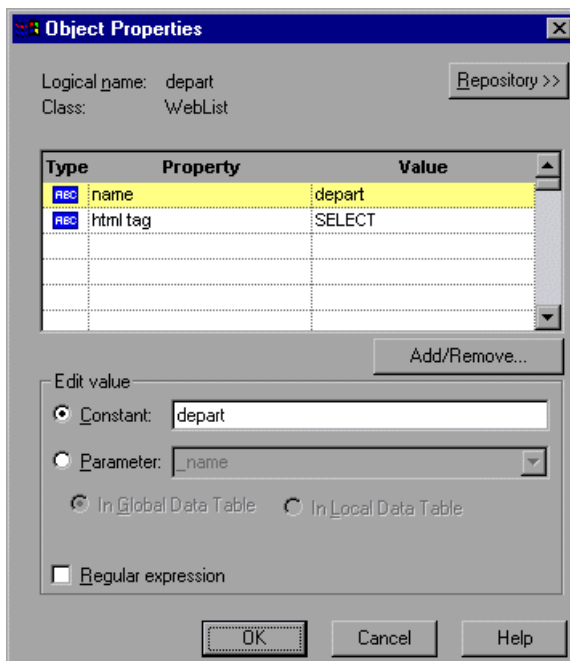 Object Properties
Logical name: depart
Repository >>
Class: WebList
Type Property Value
ABC name depart
ABC html tag SELECT
Add/Remove...
Edit value
Constant: depart
Parameter: _name
In Global Data Table In Local Data Table
Regular expression
OK Cancel Help